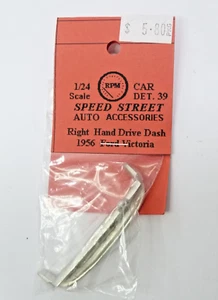 $ 5.80
1/24 RPM CAR
Scale DET. 39
SPEED STREET
AUTO ACCESSORIES
Right Hand Drive Dash
1956 Ford Victoria